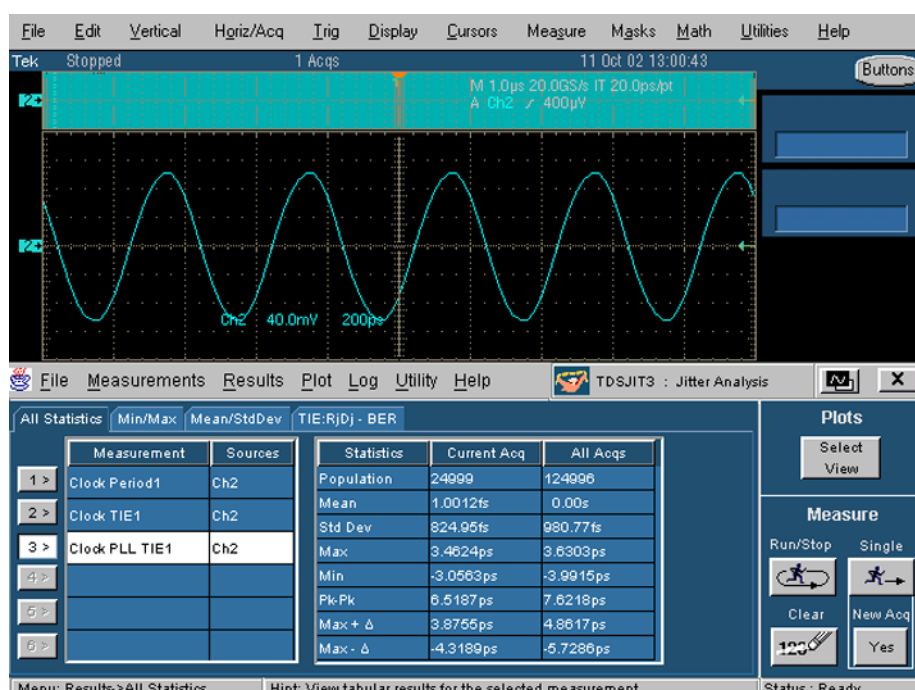 File Edit Vertical Horiz/Acq Trig Display Cursors Measure Masks Math Utilities Help
Tek Stopped 1 Acqs 11 Oct 02 13:00:43
Buttons
M 1.0µs 20.0GS/s IT 20.0ps/pt
A Ch2 400µV
2
2
Ch2 40.0mV 200ps
File Measurements Results Plot Log Utility Help TDSJIT3 : Jitter Analysis X
All Statistics Min/Max Mean/StdDev TIE:RjDj - BER
Plots
Select View
Measurement Sources
1 > Clock Period1 Ch2
2 > Clock TIE1 Ch2
3 > Clock PLL TIE1 Ch2
4 >
5 >
6 >
Statistics Current Acq All Acqs
Population 24999 124996
Mean 1.0012fs 0.00s
Std Dev 824.95fs 980.77fs
Max 3.4624ps 3.6303ps
Min -3.0563ps -3.9915ps
Pk-Pk 6.5187ps 7.6218ps
Max + Δ 3.8755ps 4.8617ps
Max - Δ -4.3189ps -5.7286ps
Measure
Run/Stop Single
Clear New Acq
123 Yes
Menu: Results->All Statistics Hint: View tabular results for the selected measurement Status : Ready